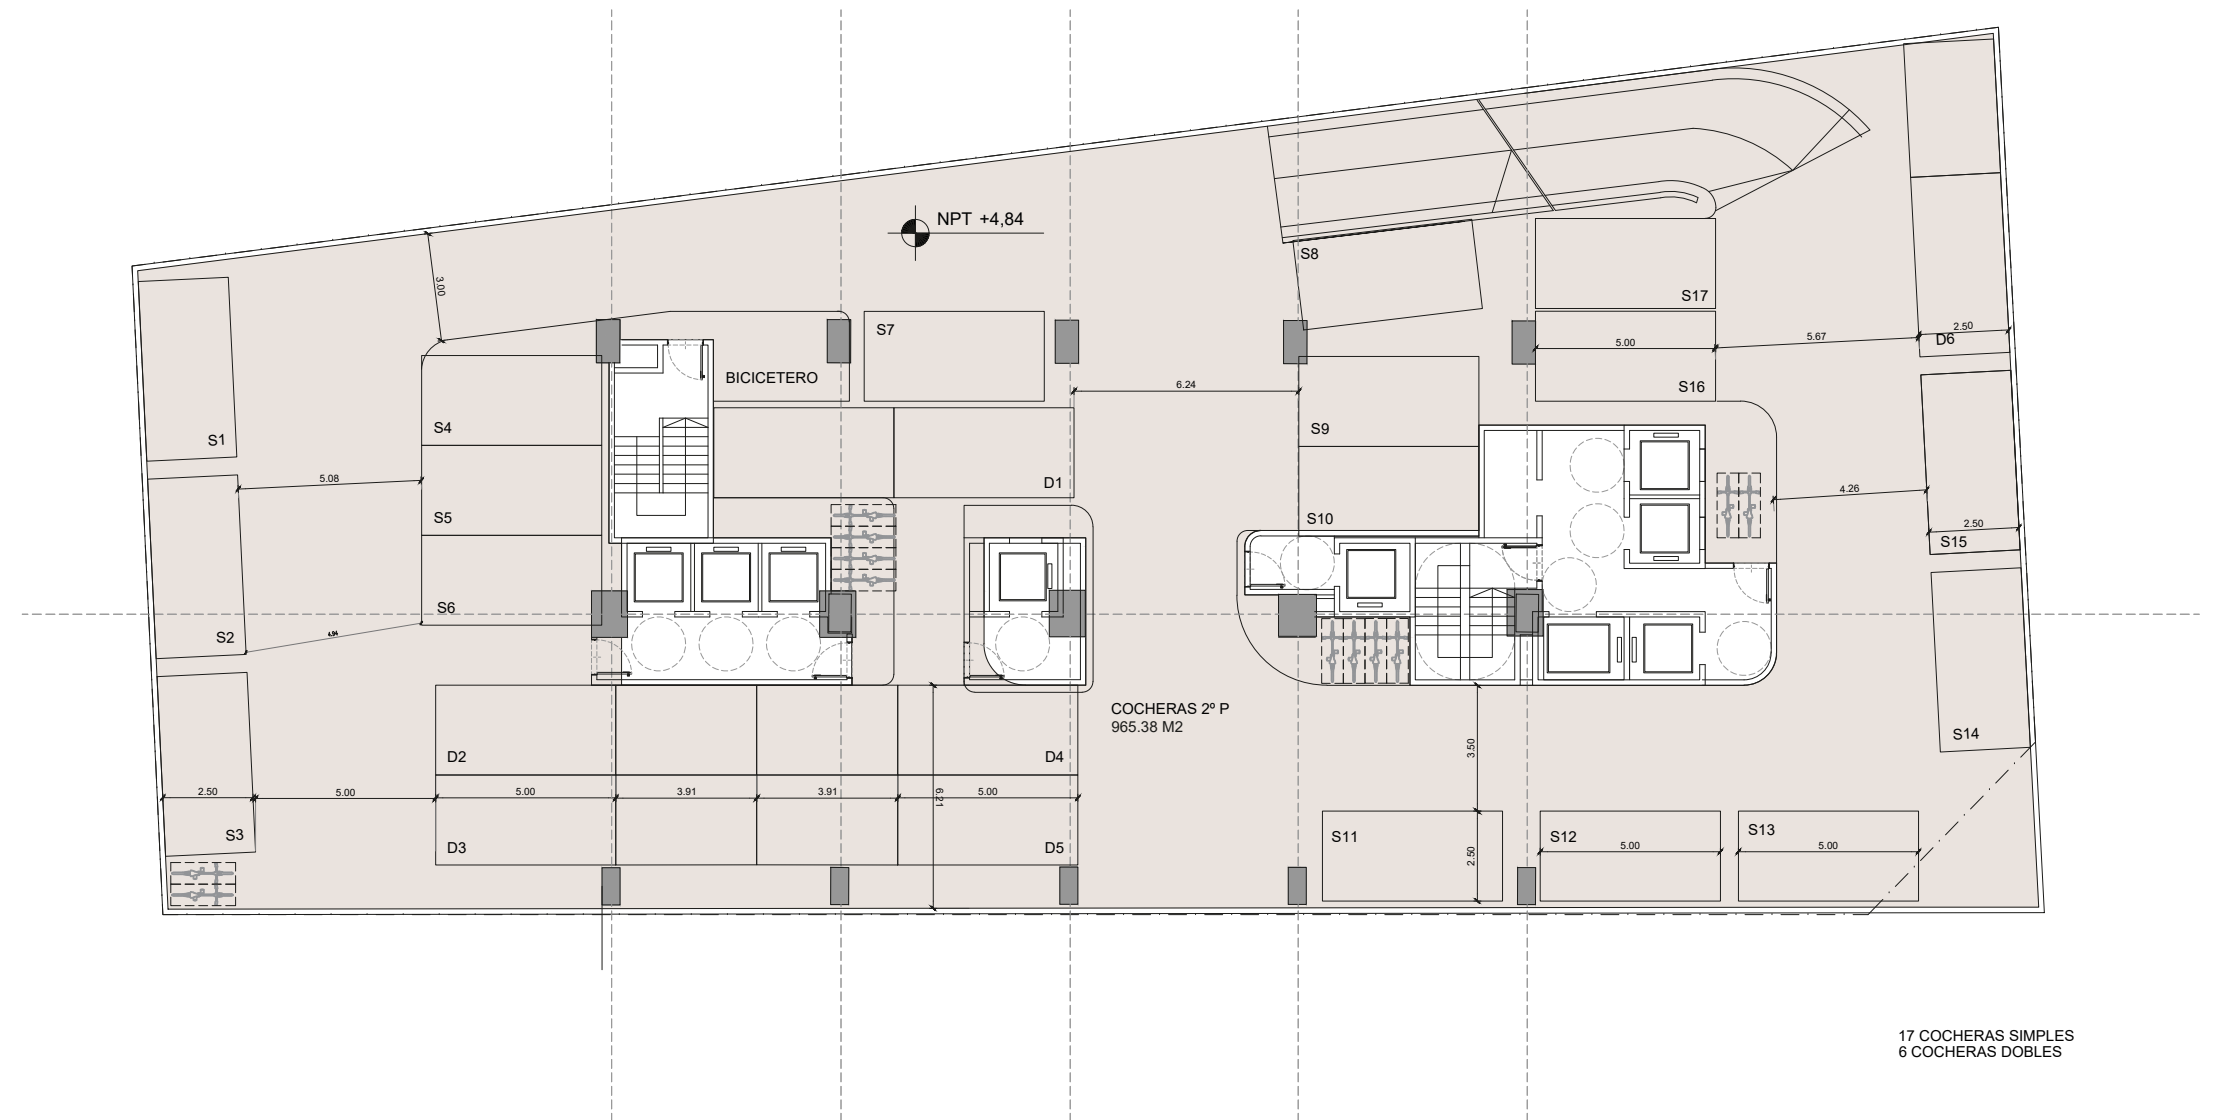 NPT +4,84
S8
3.00
S17
S7
2.50
D6
5.67
5.00
BICICETERO
S16
6.24
S4
S9
S1
5.08
D1
4.26
S5
S10
2.50
S15
S6
S2
4.94
COCHERAS 2º P
965.38 M2
S14
3.50
D2
D4
2.50
5.00
5.00
3.91
3.91
6.21
5.00
S3
S11
S12
S13
D3
D5
2.50
5.00
5.00
17 COCHERAS SIMPLES
6 COCHERAS DOBLES